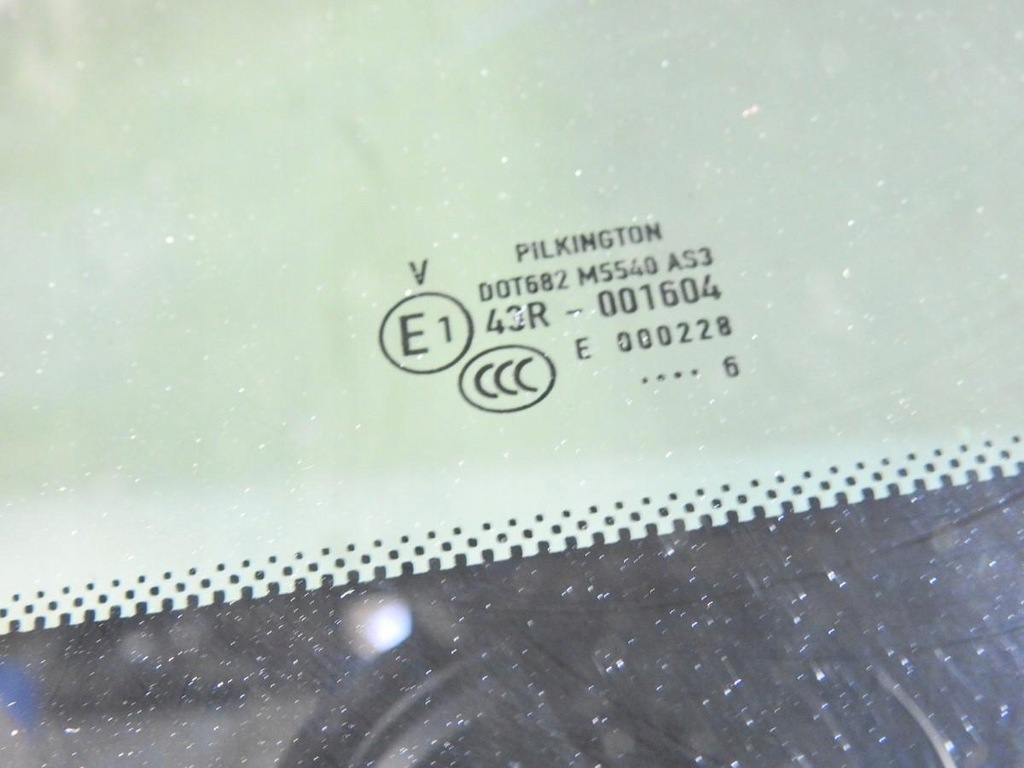 PILKINGTON
V
DOT682 M5540 AS3
E1 43R - 001604
CCC E 000228
.... 6